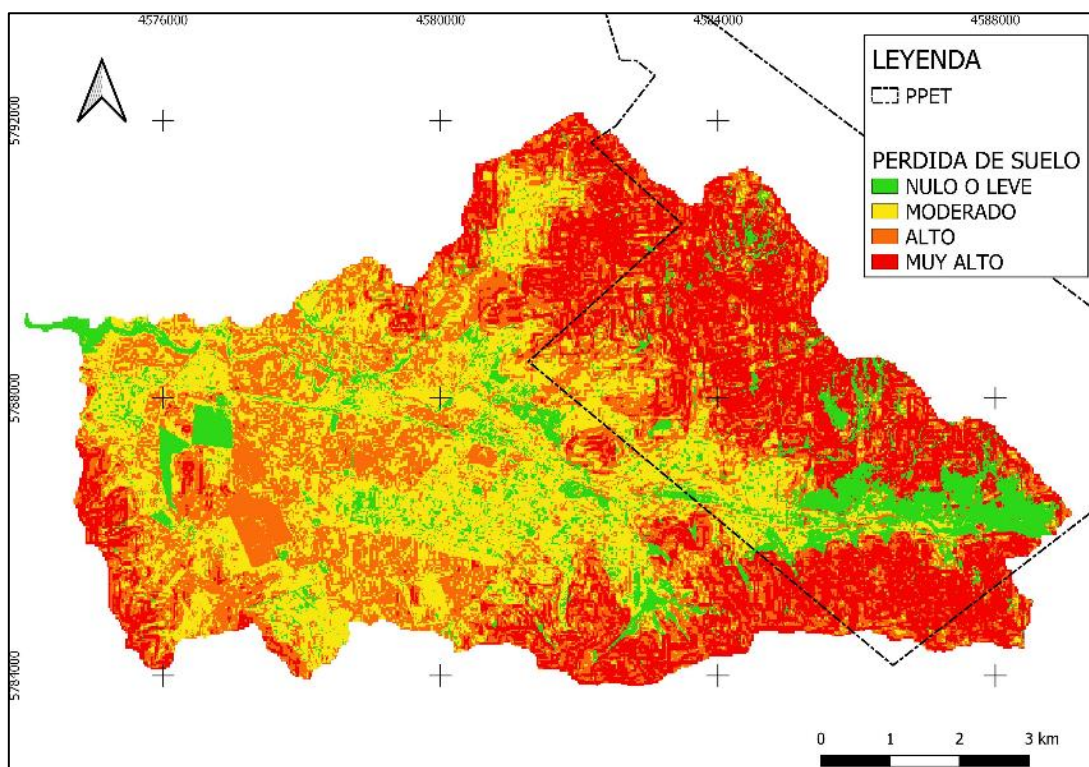 4576000
4580000
4584000
4588000
5792000
5788000
5784000
LEYENDA
PPET
PERDIDA DE SUELO
NULO O LEVE
MODERADO
ALTO
MUY ALTO
0 1 2 3 km